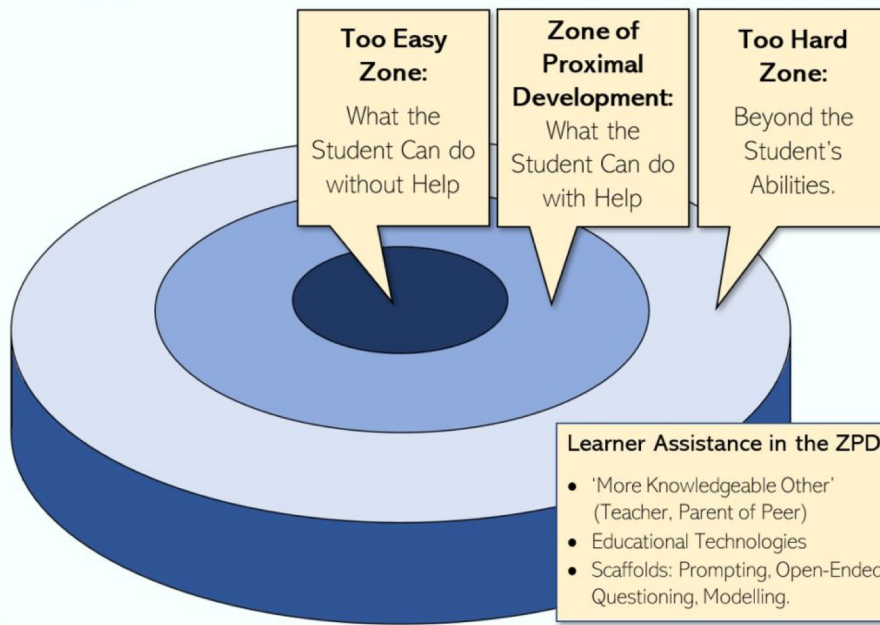 Too Easy
Zone:
What the
Student Can do
without Help
Zone of
Proximal
Development:
What the
Student Can do
with Help
Too Hard
Zone:
Beyond the
Student's
Abilities.
Learner Assistance in the ZPD
• 'More Knowledgeable Other'
(Teacher, Parent of Peer)
• Educational Technologies
• Scaffolds: Prompting, Open-Ended
Questioning, Modelling.